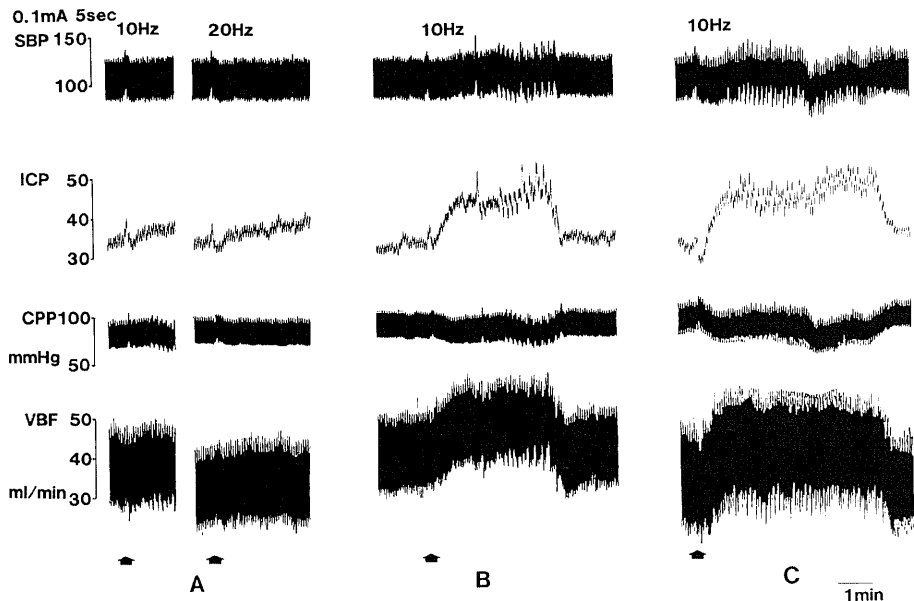 0.1mA 5sec
10Hz 20Hz 10Hz 10Hz
SBP 150
100
ICP 50
40
30
CPP100
mmHg 50
VBF 50
40
ml/min 30
A B C
1min